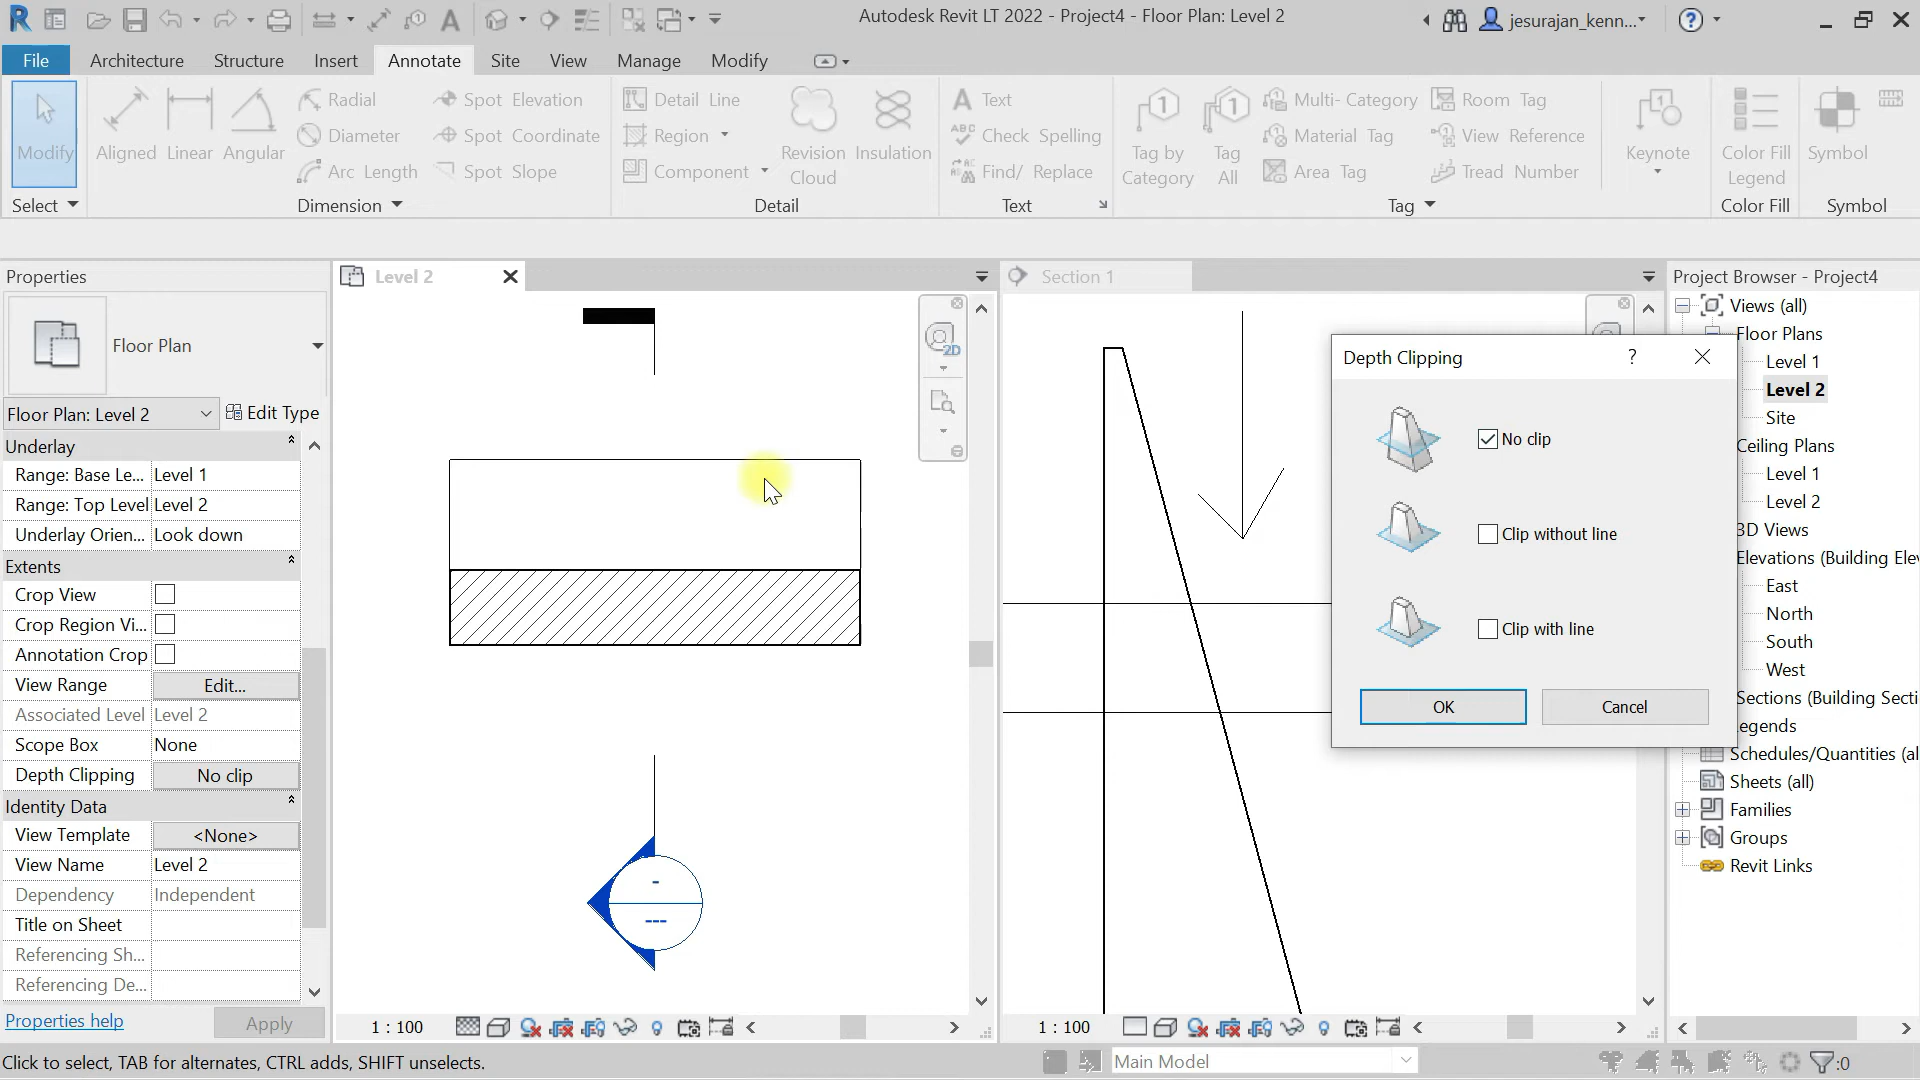 Autodesk Revit LT 2022 - Project4 - Floor Plan: Level 2
jesurajan_kenn...
File Architecture Structure Insert Annotate Site View Manage Modify
Modify
Select
Aligned
Linear
Angular
Radial
Diameter
Arc Length
Spot Elevation
Spot Coordinate
Spot Slope
Dimension
Detail Line
Region
Component
Revision
Cloud
Insulation
Detail
Text
Check Spelling
Find/ Replace
Text
Tag by
Category
Tag
All
Multi- Category
Material Tag
Area Tag
Room Tag
View Reference
Tread Number
Tag
Keynote
Color Fill
Legend
Color Fill
Symbol
Symbol
Properties
Floor Plan
Floor Plan: Level 2 Edit Type
Underlay
Range: Base Le... Level 1
Range: Top Level Level 2
Underlay Orien... Look down
Extents
Crop View
Crop Region Vi...
Annotation Crop
View Range Edit...
Associated Level Level 2
Scope Box None
Depth Clipping No clip
Identity Data
View Template <None>
View Name Level 2
Dependency Independent
Title on Sheet
Referencing Sh...
Referencing De...
Properties help Apply
Level 2
2D
-
---
1 : 100
Section 1
1 : 100
Depth Clipping ?
No clip
Clip without line
Clip with line
OK Cancel
Project Browser - Project4
Views (all)
Floor Plans
Level 1
Level 2
Site
Ceiling Plans
Level 1
Level 2
3D Views
Elevations (Building Ele
East
North
South
West
Sections (Building Secti
Legends
Schedules/Quantities (al
Sheets (all)
Families
Groups
Revit Links
Click to select, TAB for alternates, CTRL adds, SHIFT unselects.
Main Model
:0